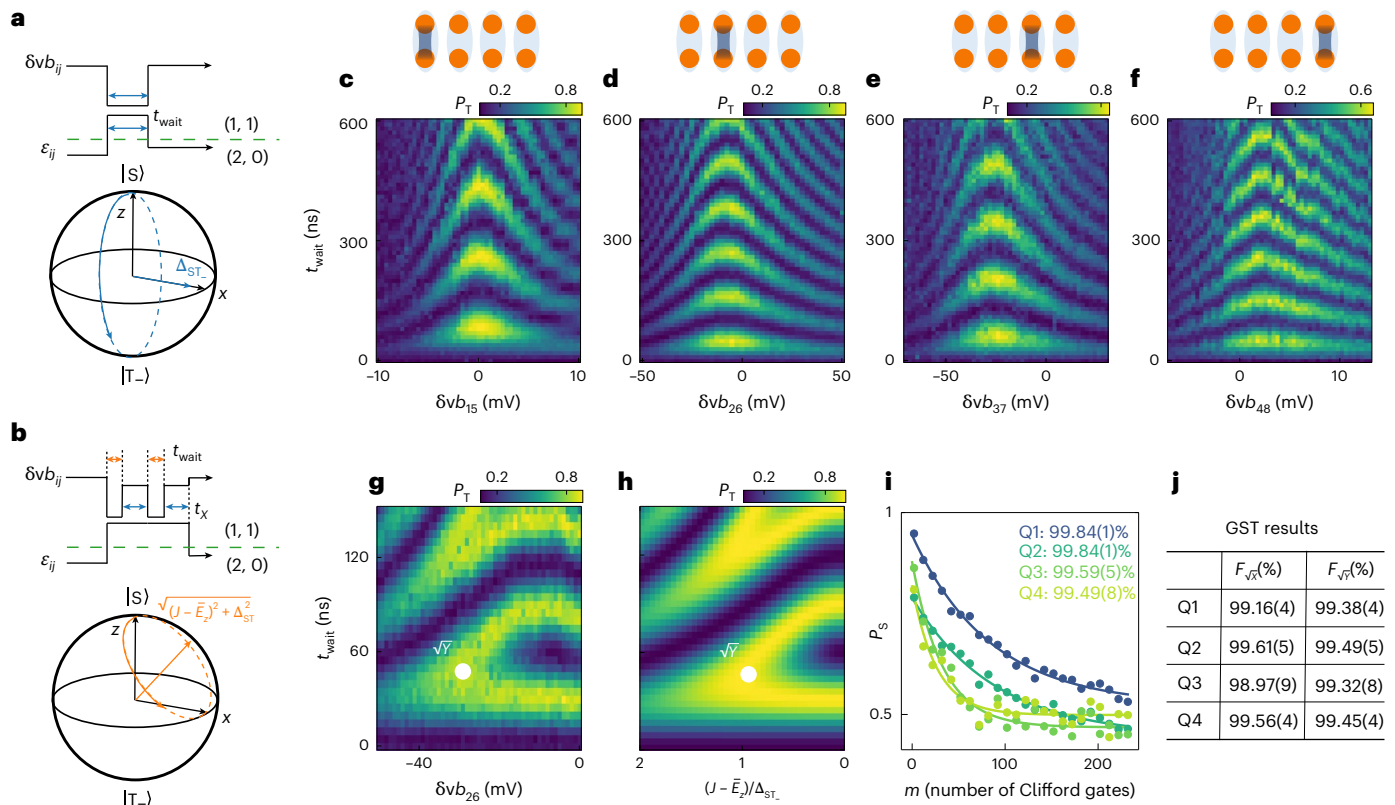 a
δvb_ij
t_wait
(1, 1)
ε_ij
(2, 0)
|S⟩
z
Δ_ST_−
x
|T_−⟩
b
t_wait
δvb_ij
t_X
(1, 1)
ε_ij
(2, 0)
|S⟩
√((J − Ē_z)² + Δ²_ST)
z
x
|T_−⟩
c
P_T
0.2 0.8
600
300
0
t_wait (ns)
−10 0 10
δvb_15 (mV)
d
P_T
0.2 0.8
600
300
0
−50 0 50
δvb_26 (mV)
e
P_T
0.2 0.8
600
300
0
−50 0
δvb_37 (mV)
f
P_T
0.2 0.6
600
300
0
0 10
δvb_48 (mV)
g
P_T
0.2 0.8
120
60
0
t_wait (ns)
√Y
−40 0
δvb_26 (mV)
h
P_T
0.2 0.8
√Y
2 1 0
(J − Ē_z)/Δ_ST_−
i
1
0.5
P_S
Q1: 99.84(1)%
Q2: 99.84(1)%
Q3: 99.59(5)%
Q4: 99.49(8)%
0 100 200
m (number of Clifford gates)
j
GST results
F_√X(%) F_√Y(%)
Q1 99.16(4) 99.38(4)
Q2 99.61(5) 99.49(5)
Q3 98.97(9) 99.32(8)
Q4 99.56(4) 99.45(4)